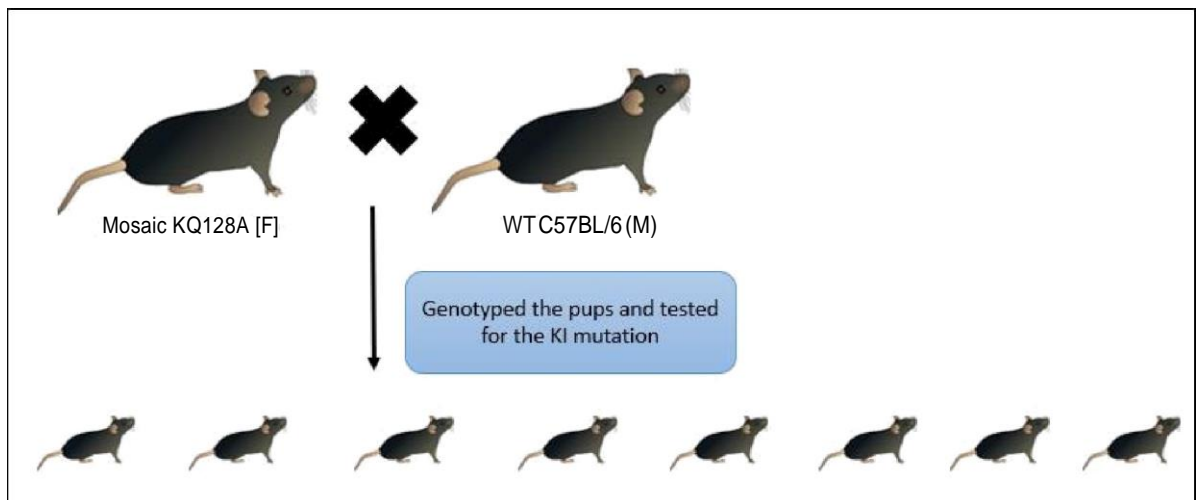 Mosaic KQ128A [F]
WT C57BL/6 (M)
Genotyped the pups and tested
for the KI mutation